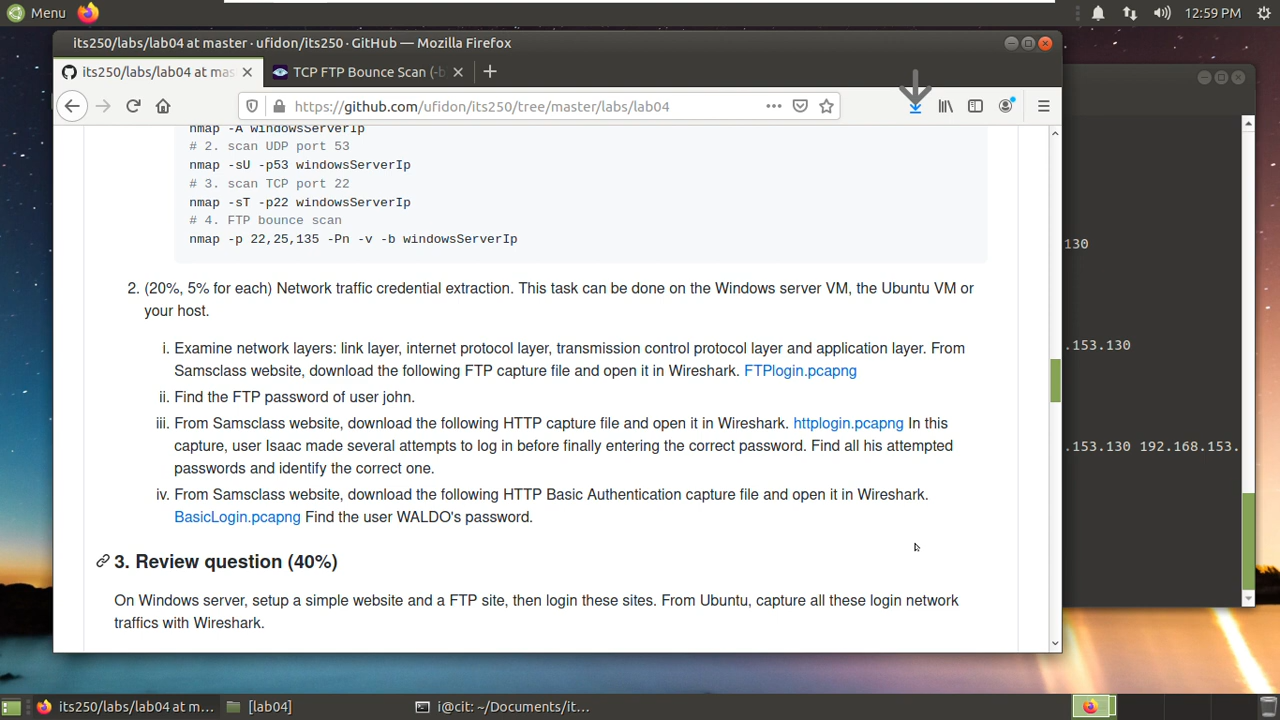 Menu
12:59 PM
its250/labs/lab04 at master · ufidon/its250 · GitHub — Mozilla Firefox
its250/labs/lab04 at mas
TCP FTP Bounce Scan (-b
https://github.com/ufidon/its250/tree/master/labs/lab04
nmap -A windowsServerIp
# 2. scan UDP port 53
nmap -sU -p53 windowsServerIp
# 3. scan TCP port 22
nmap -sT -p22 windowsServerIp
# 4. FTP bounce scan
nmap -p 22,25,135 -Pn -v -b windowsServerIp
130
2. (20%, 5% for each) Network traffic credential extraction. This task can be done on the Windows server VM, the Ubuntu VM or
your host.
i. Examine network layers: link layer, internet protocol layer, transmission control protocol layer and application layer. From
.153.130
Samsclass website, download the following FTP capture file and open it in Wireshark. FTPlogin.pcapng
ii. Find the FTP password of user john.
iii. From Samsclass website, download the following HTTP capture file and open it in Wireshark. httplogin.pcapng In this
capture, user Isaac made several attempts to log in before finally entering the correct password. Find all his attempted
.153.130 192.168.153.
passwords and identify the correct one.
iv. From Samsclass website, download the following HTTP Basic Authentication capture file and open it in Wireshark.
BasicLogin.pcapng Find the user WALDO's password.
3. Review question (40%)
On Windows server, setup a simple website and a FTP site, then login these sites. From Ubuntu, capture all these login network
traffics with Wireshark.
its250/labs/lab04 at m...
[lab04]
i@cit: ~/Documents/it...